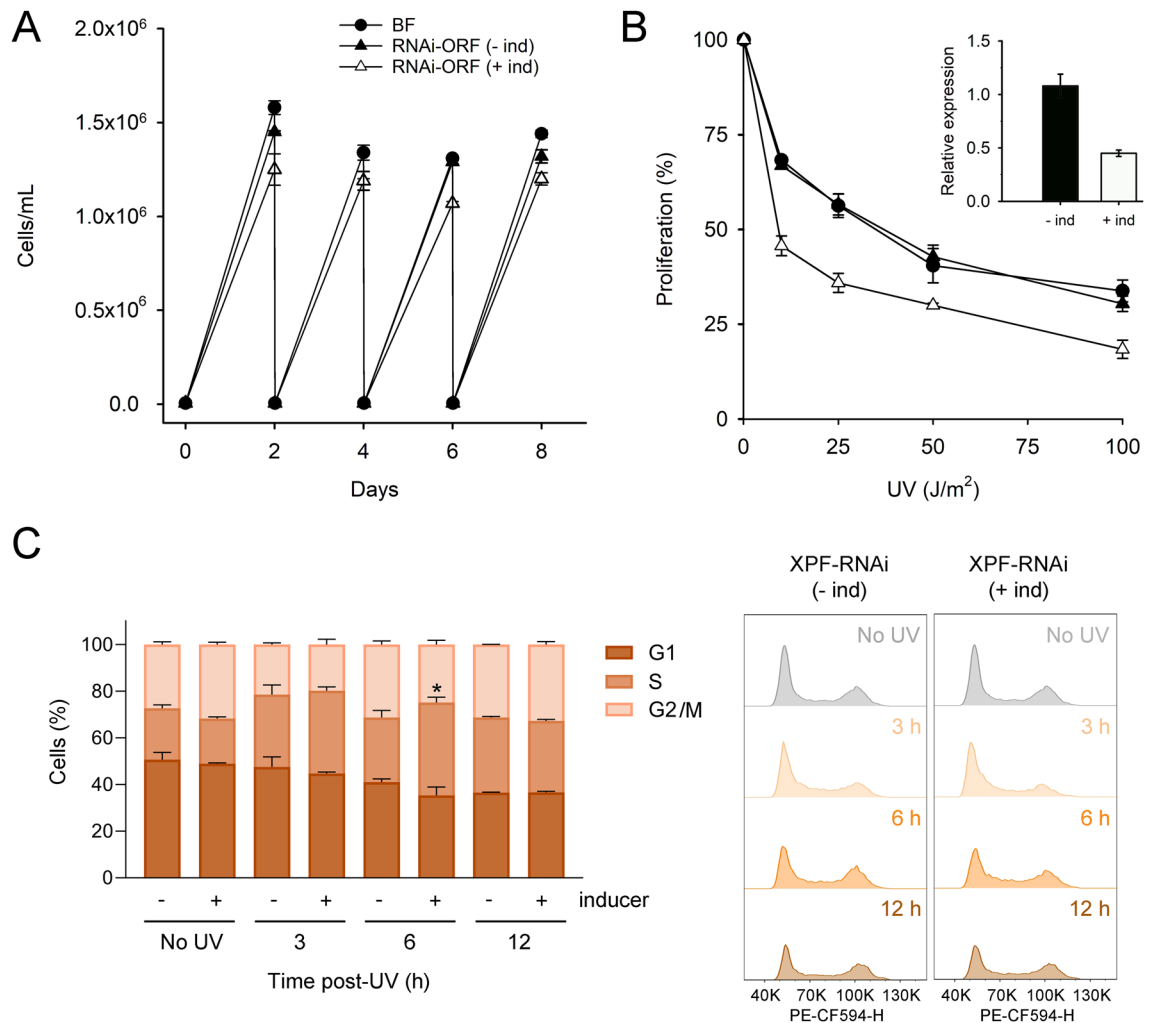 A
2.0x10⁶
1.5x10⁶
1.0x10⁶
0.5x10⁶
0.0
Cells/mL
0 2 4 6 8
Days
BF
RNAi-ORF (- ind)
RNAi-ORF (+ ind)
B
100
75
50
25
0
Proliferation (%)
0 25 50 75 100
UV (J/m²)
1.5
1.0
0.5
0.0
Relative expression
- ind + ind
C
100
80
60
40
20
0
Cells (%)
*
G1
S
G2/M
- + - + - + - + inducer
No UV 3 6 12
Time post-UV (h)
XPF-RNAi
(- ind)
XPF-RNAi
(+ ind)
No UV No UV
3 h 3 h
6 h 6 h
12 h 12 h
40K 70K 100K 130K 40K 70K 100K 130K
PE-CF594-H PE-CF594-H